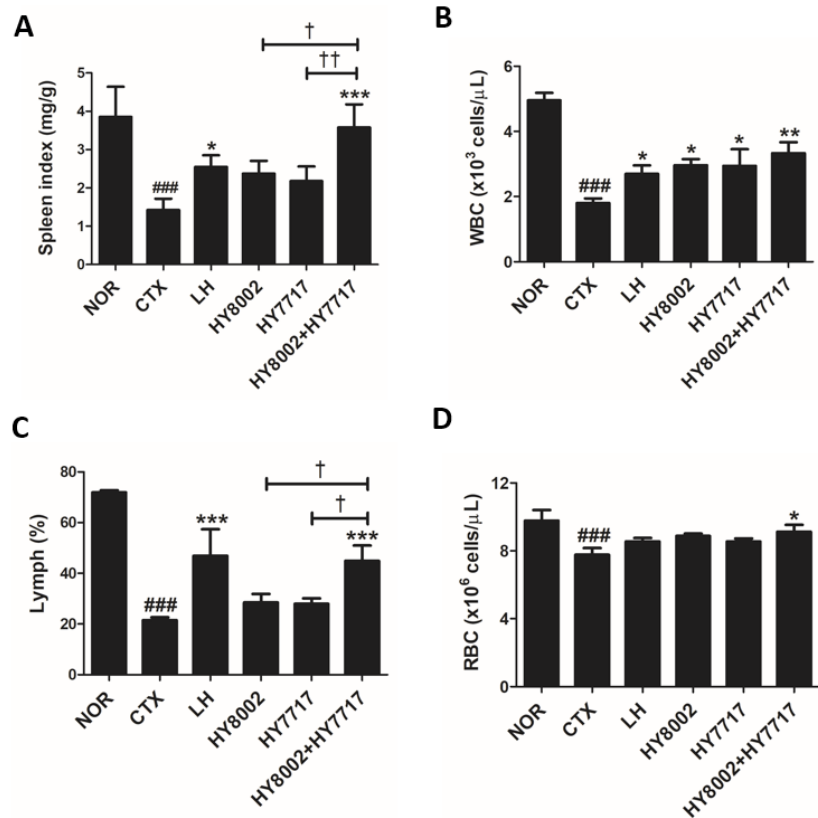 A
†
††
5
4
3
2
1
0
Spleen index (mg/g)
###
*
***
NOR
CTX
LH
HY8002
HY7717
HY8002+HY7717
B
6
4
2
0
WBC (x10³ cells/μL)
###
*
*
*
**
NOR
CTX
LH
HY8002
HY7717
HY8002+HY7717
C
80
60
40
20
0
Lymph (%)
###
***
†
†
***
NOR
CTX
LH
HY8002
HY7717
HY8002+HY7717
D
12
8
4
0
RBC (x10⁶ cells/μL)
###
*
NOR
CTX
LH
HY8002
HY7717
HY8002+HY7717